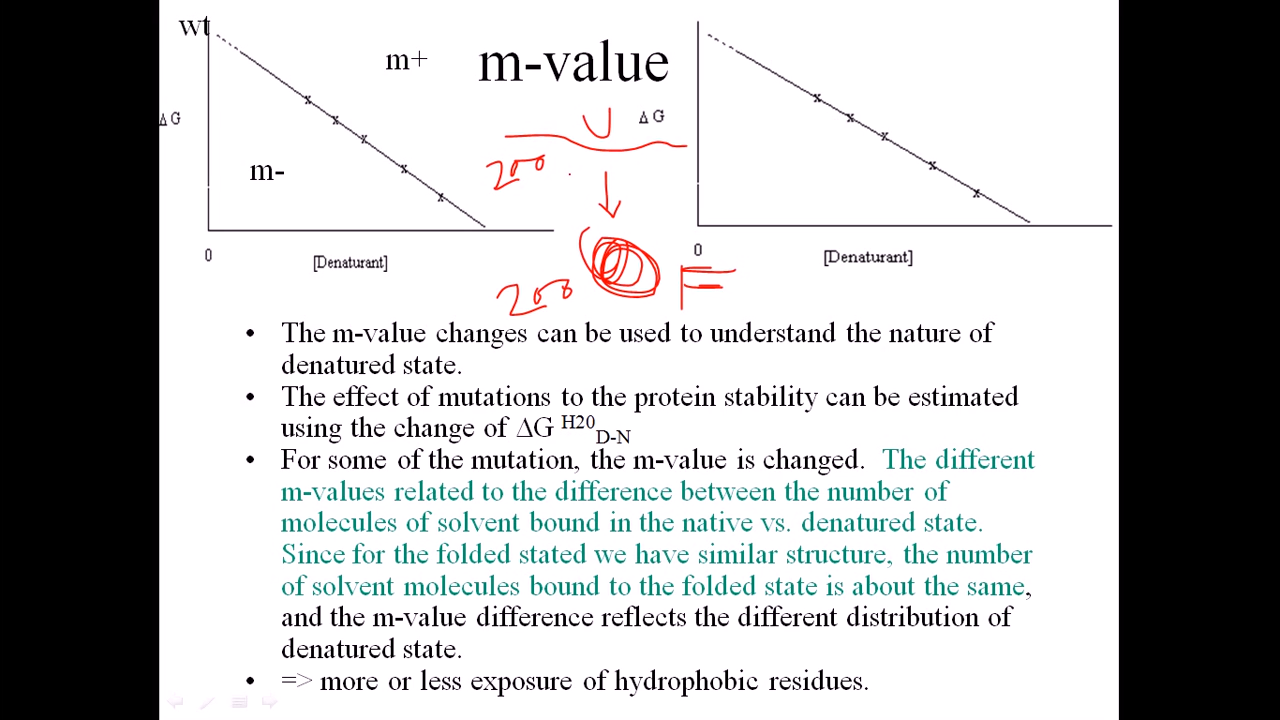 wt
m+
m-value
Δ G
Δ G
U
200
m-
200
F
0
[Denaturant]
0
[Denaturant]
• The m-value changes can be used to understand the nature of
denatured state.
• The effect of mutations to the protein stability can be estimated
using the change of ΔG H20 D-N
• For some of the mutation, the m-value is changed. The different
m-values related to the difference between the number of
molecules of solvent bound in the native vs. denatured state.
Since for the folded stated we have similar structure, the number
of solvent molecules bound to the folded state is about the same,
and the m-value difference reflects the different distribution of
denatured state.
• => more or less exposure of hydrophobic residues.